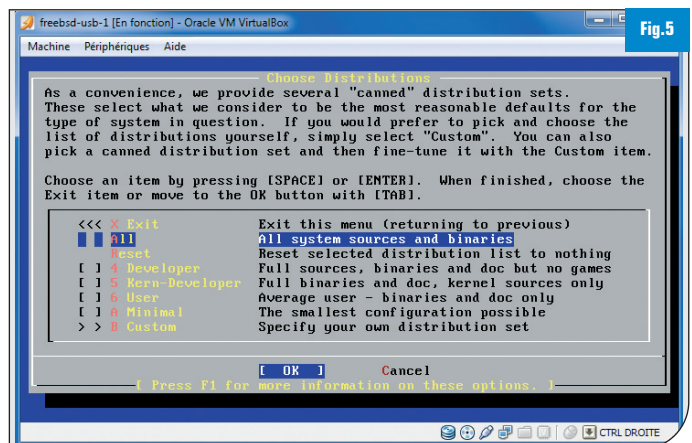 freebsd-usb-1 [En fonction] - Oracle VM VirtualBox
Fig.5
Machine Périphériques Aide
Choose Distributions
As a convenience, we provide several "canned" distribution sets.
These select what we consider to be the most reasonable defaults for the
type of system in question. If you would prefer to pick and choose the
list of distributions yourself, simply select "Custom". You can also
pick a canned distribution set and then fine-tune it with the Custom item.
Choose an item by pressing [SPACE] or [ENTER]. When finished, choose the
Exit item or move to the OK button with [TAB].
<<< X Exit Exit this menu (returning to previous)
All All system sources and binaries
Reset Reset selected distribution list to nothing
[ ] 4 Developer Full sources, binaries and doc but no games
[ ] 5 Kern-Developer Full binaries and doc, kernel sources only
[ ] 6 User Average user - binaries and doc only
[ ] A Minimal The smallest configuration possible
> > B Custom Specify your own distribution set
[ OK ] Cancel
[ Press F1 for more information on these options. ]
CTRL DROITE